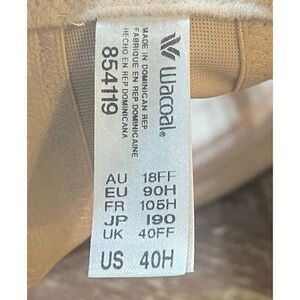 Wacoal®
MADE IN DOMINICAN REP
FABRIQUE EN REP DOMINICAINE
HECHO EN REP DOMINICANA
854119
AU 18FF
EU 90H
FR 105H
JP I90
UK 40FF
US 40H